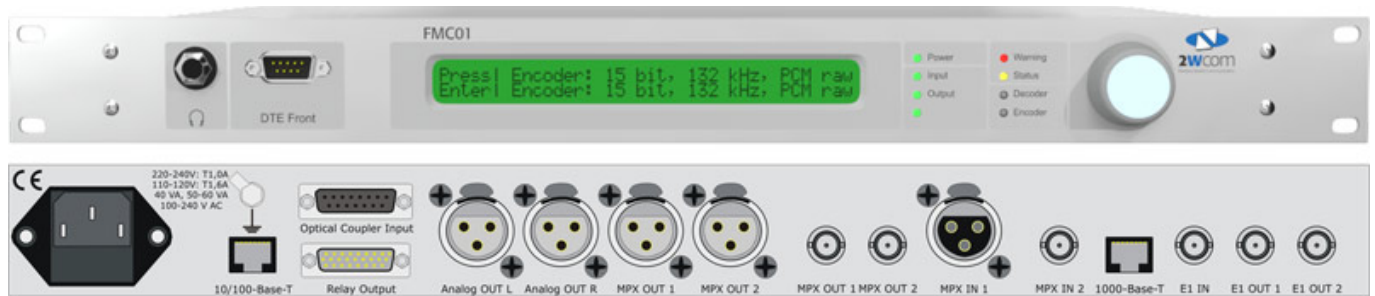 FMC01
Press| Encoder: 15 bit, 132 kHz, PCM raw
Enter| Encoder: 15 bit, 132 kHz, PCM raw
DTE Front
Power
Input
Output
Warning
Status
Decoder
Encoder
2wcom
CE
220-240V: T1,0A
110-120V: T1,6A
40 VA, 50-60 VA
100-240 V AC
10/100-Base-T
Optical Coupler Input
Relay Output
Analog OUT L
Analog OUT R
MPX OUT 1
MPX OUT 2
MPX OUT 1
MPX OUT 2
MPX IN 1
MPX IN 2
1000-Base-T
E1 IN
E1 OUT 1
E1 OUT 2